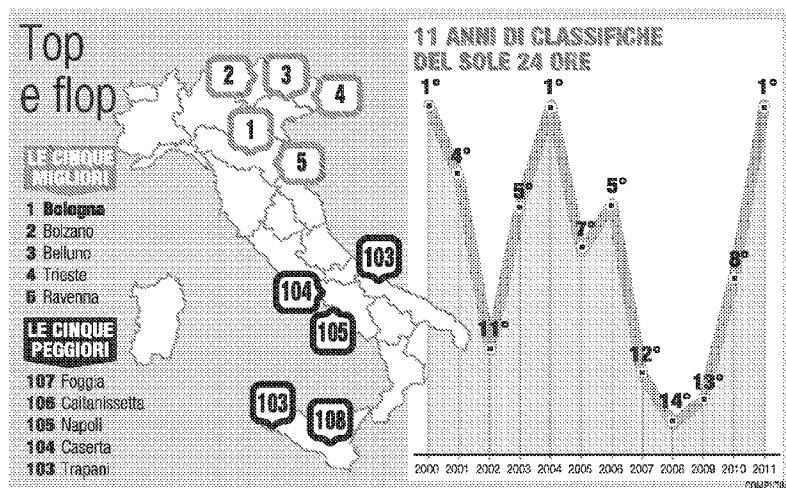 Top
e flop
LE CINQUE
MIGLIORI
1 Bologna
2 Bolzano
3 Belluno
4 Trieste
5 Ravenna
LE CINQUE
PEGGIORI
107 Foggia
106 Caltanissetta
105 Napoli
104 Caserta
103 Trapani
2
3
4
1
5
103
104
105
103
108
11 ANNI DI CLASSIFICHE
DEL SOLE 24 ORE
1°
4°
11°
5°
1°
7°
5°
12°
14°
13°
8°
1°
2000 2001 2002 2003 2004 2005 2006 2007 2008 2009 2010 2011